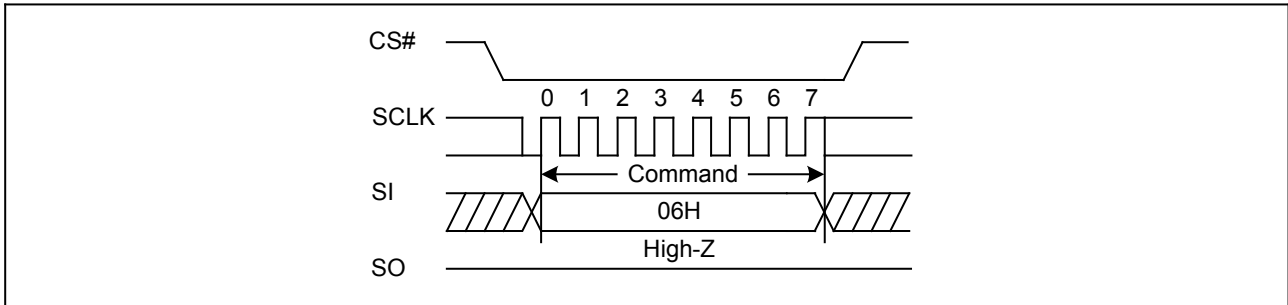 CS#
0 1 2 3 4 5 6 7
SCLK
Command
SI
06H
High-Z
SO